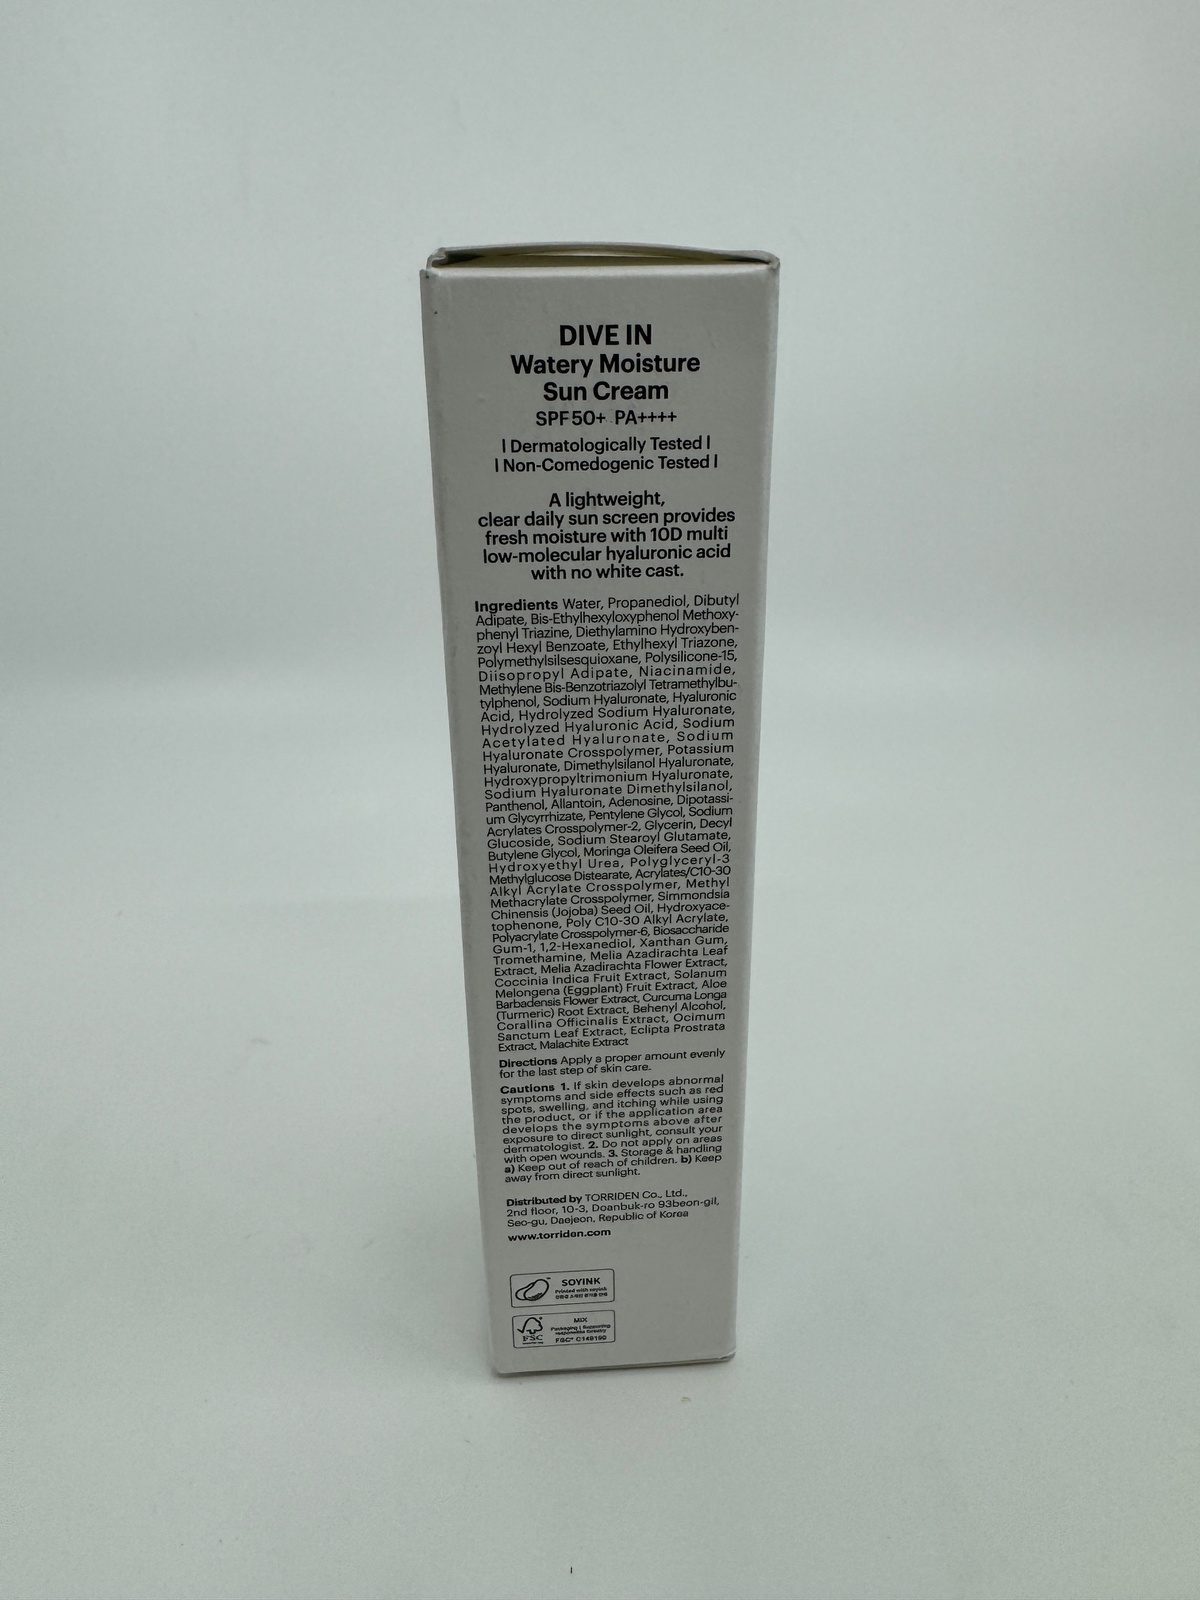 DIVE IN
Watery Moisture
Sun Cream
SPF50+ PA++++
| Dermatologically Tested |
| Non-Comedogenic Tested |
A lightweight,
clear daily sun screen provides
fresh moisture with 10D multi
low-molecular hyaluronic acid
with no white cast.
Ingredients Water, Propanediol, Dibutyl
Adipate, Bis-Ethylhexyloxyphenol Methoxy-
phenyl Triazine, Diethylamino Hydroxyben-
zoyl Hexyl Benzoate, Ethylhexyl Triazone,
Polymethylsilsesquioxane, Polysilicone-15,
Diisopropyl Adipate, Niacinamide,
Methylene Bis-Benzotriazolyl Tetramethylbu-
tylphenol, Sodium Hyaluronate, Hyaluronic
Acid, Hydrolyzed Sodium Hyaluronate,
Hydrolyzed Hyaluronic Acid, Sodium
Acetylated Hyaluronate, Sodium
Hyaluronate Crosspolymer, Potassium
Hyaluronate, Dimethylsilanol Hyaluronate,
Hydroxypropyltrimonium Hyaluronate,
Sodium Hyaluronate Dimethylsilanol,
Panthenol, Allantoin, Adenosine, Dipotassi-
um Glycyrrhizate, Pentylene Glycol, Sodium
Acrylates Crosspolymer-2, Glycerin, Decyl
Glucoside, Sodium Stearoyl Glutamate,
Butylene Glycol, Moringa Oleifera Seed Oil,
Hydroxyethyl Urea, Polyglyceryl-3
Methylglucose Distearate, Acrylates/C10-30
Alkyl Acrylate Crosspolymer, Methyl
Methacrylate Crosspolymer, Simmondsia
Chinensis (Jojoba) Seed Oil, Hydroxyace-
tophenone, Poly C10-30 Alkyl Acrylate,
Polyacrylate Crosspolymer-6, Biosaccharide
Gum-1, 1,2-Hexanediol, Xanthan Gum,
Tromethamine, Melia Azadirachta Leaf
Extract, Melia Azadirachta Flower Extract,
Coccinia Indica Fruit Extract, Solanum
Melongena (Eggplant) Fruit Extract, Aloe
Barbadensis Flower Extract, Curcuma Longa
(Turmeric) Root Extract, Behenyl Alcohol,
Corallina Officinalis Extract, Ocimum
Sanctum Leaf Extract, Eclipta Prostrata
Extract, Malachite Extract
Directions Apply a proper amount evenly
for the last step of skin care.
Cautions 1. If skin develops abnormal
symptoms and side effects such as red
spots, swelling, and itching while using
the product, or if the application area
develops the symptoms above after
exposure to direct sunlight, consult your
dermatologist. 2. Do not apply on areas
with open wounds. 3. Storage & handling
a) Keep out of reach of children. b) Keep
away from direct sunlight.
Distributed by TORRIDEN Co., Ltd.,
2nd floor, 10-3, Doanbuk-ro 93beon-gil,
Seo-gu, Daejeon, Republic of Korea
www.torriden.com
SOYINK
Printed with soyink
FSC
MIX
Packaging | Supporting
responsible forestry
FSC® C149190